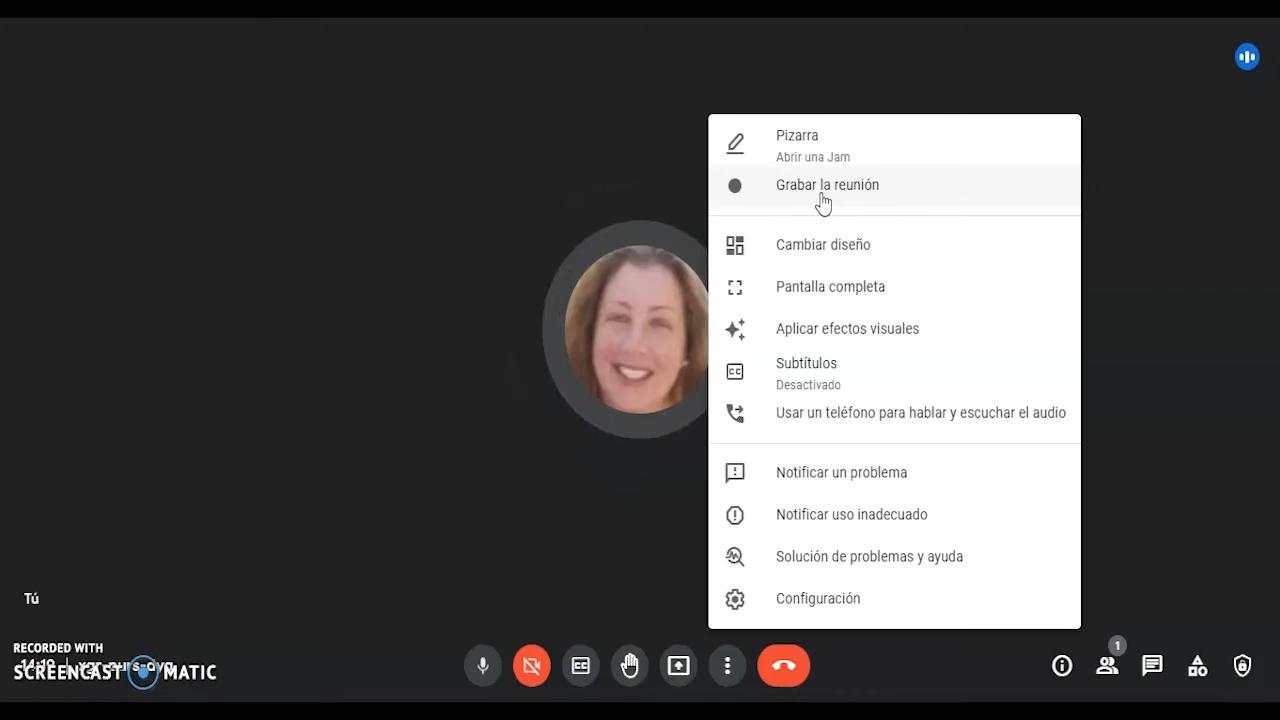 Pizarra
Abrir una Jam
Grabar la reunión
Cambiar diseño
Pantalla completa
Aplicar efectos visuales
Subtítulos
Desactivado
Usar un teléfono para hablar y escuchar el audio
Notificar un problema
Notificar uso inadecuado
Solución de problemas y ayuda
Configuración
Tú
RECORDED WITH
SCREENCAST MATIC
1